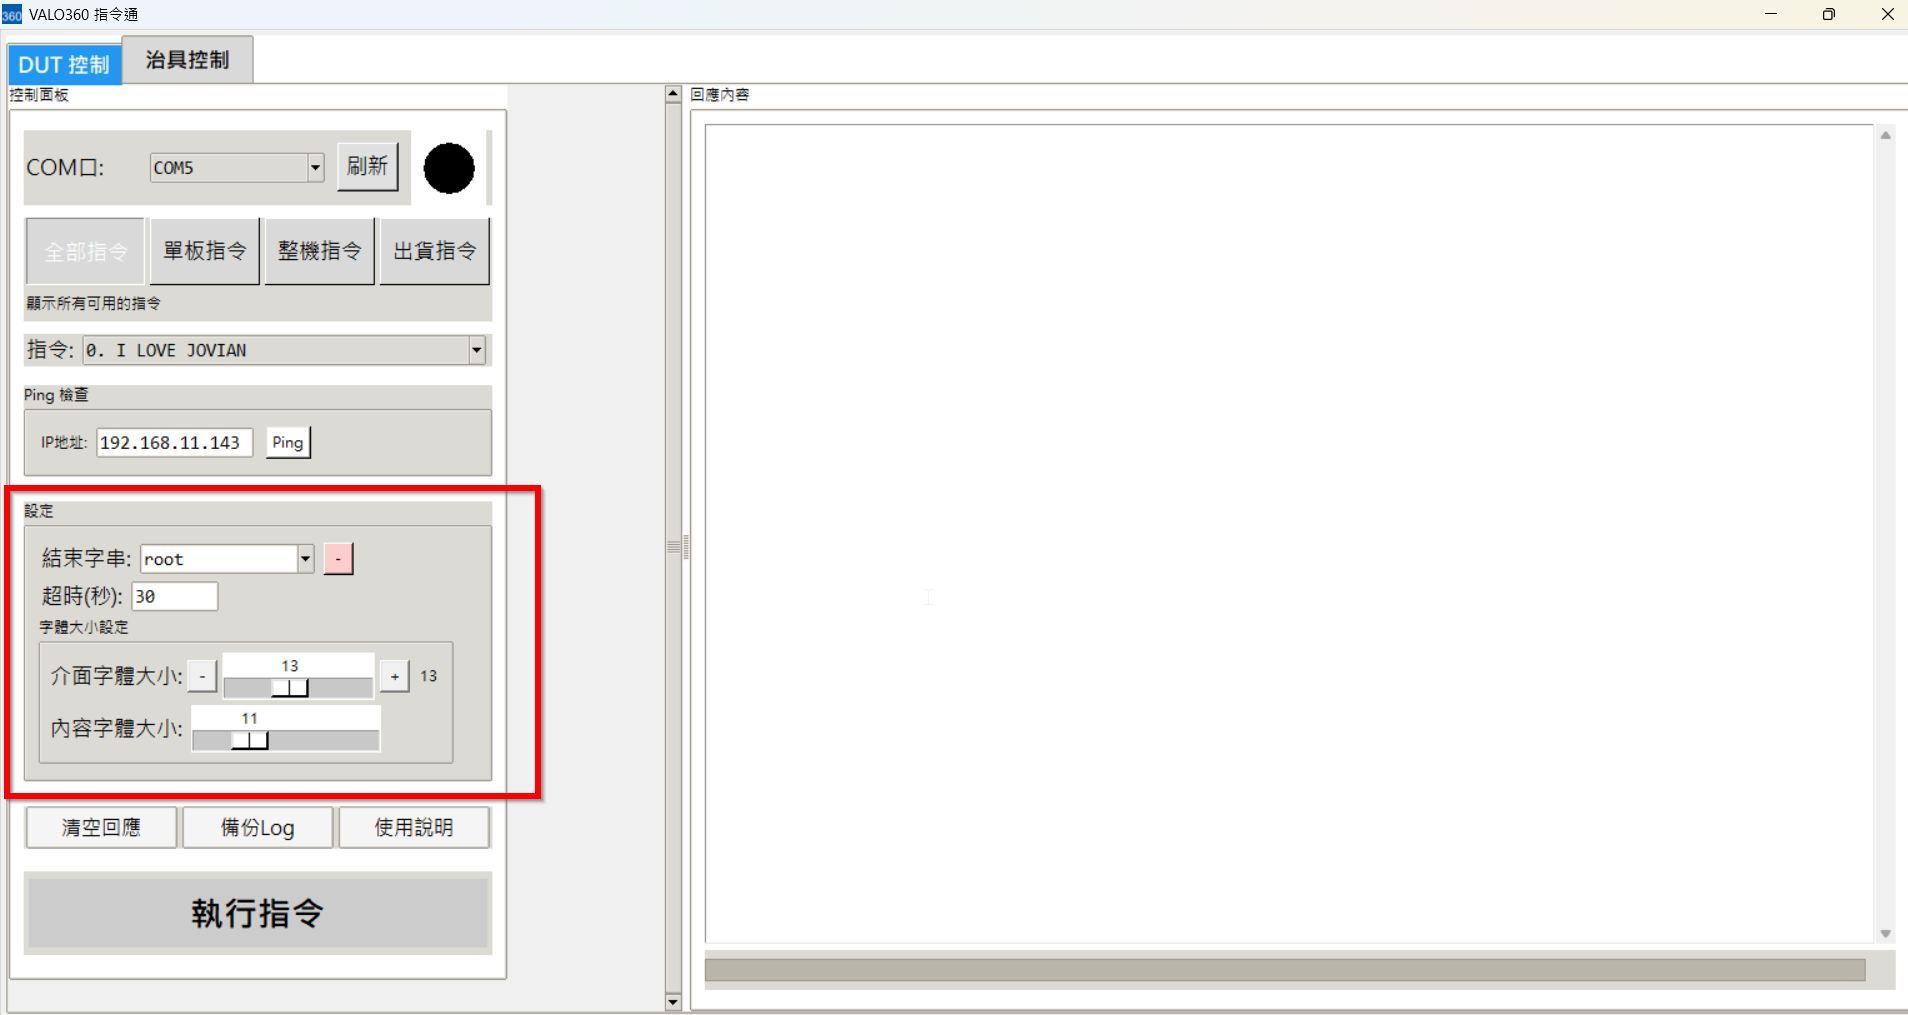 360 VALO360 指令通
DUT 控制 治具控制
控制面板
COM口: COM5 刷新
全部指令 單板指令 整機指令 出貨指令
顯示所有可用的指令
指令: 0. I LOVE JOVIAN
Ping 檢查
IP地址: 192.168.11.143 Ping
設定
結束字串: root -
超時(秒): 30
字體大小設定
介面字體大小: - 13 + 13
內容字體大小: 11
清空回應 備份Log 使用說明
執行指令
回應內容